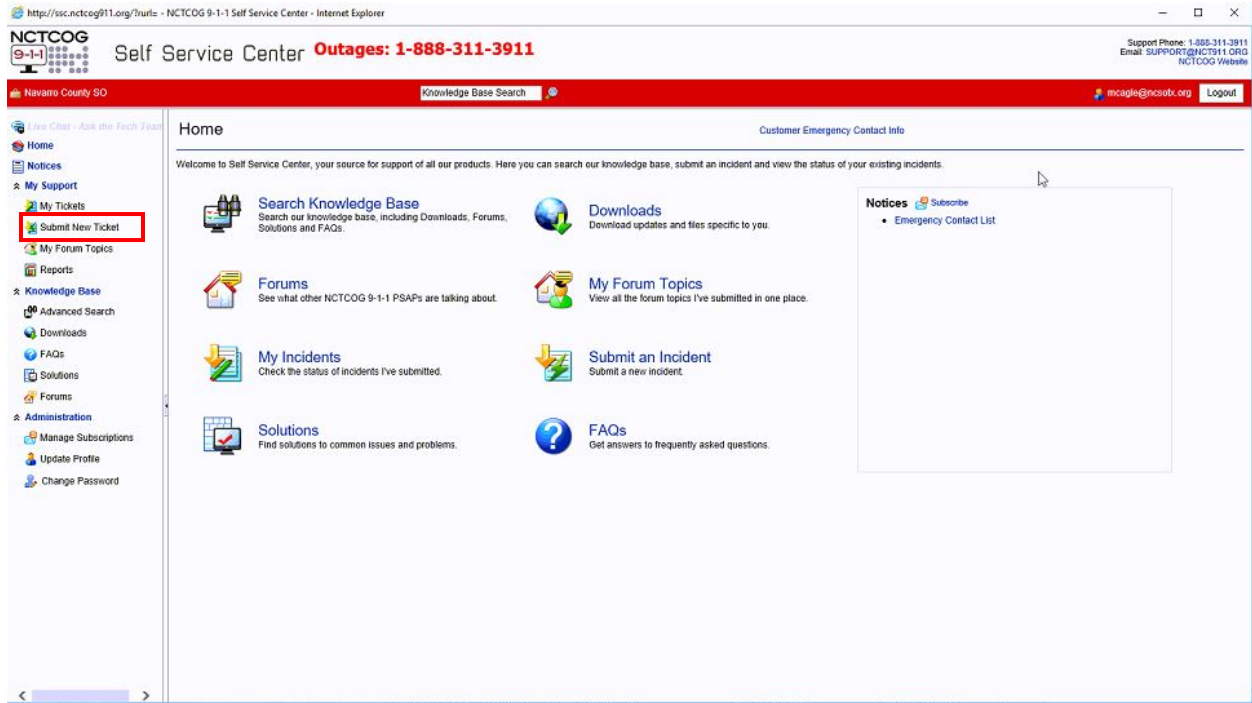 http://ssc.nctcog911.org/?rurl= - NCTCOG 9-1-1 Self Service Center - Internet Explorer
NCTCOG
9-1-1
Self Service Center
Outages: 1-888-311-3911
Support Phone: 1-888-311-3911
Email: SUPPORT@NCT911.ORG
NCTCOG Website
Navarro County SO
Knowledge Base Search
mcagle@ncsotx.org
Logout
Live Chat - Ask the Tech Team
Home
Notices
My Support
My Tickets
Submit New Ticket
My Forum Topics
Reports
Knowledge Base
Advanced Search
Downloads
FAQs
Solutions
Forums
Administration
Manage Subscriptions
Update Profile
Change Password
Home
Customer Emergency Contact Info
Welcome to Self Service Center, your source for support of all our products. Here you can search our knowledge base, submit an incident and view the status of your existing incidents.
Search Knowledge Base
Search our knowledge base, including Downloads, Forums,
Solutions and FAQs.
Downloads
Download updates and files specific to you.
Forums
See what other NCTCOG 9-1-1 PSAPs are talking about.
My Forum Topics
View all the forum topics I've submitted in one place.
My Incidents
Check the status of incidents I've submitted.
Submit an Incident
Submit a new incident.
Solutions
Find solutions to common issues and problems.
FAQs
Get answers to frequently asked questions.
Notices Subscribe
• Emergency Contact List